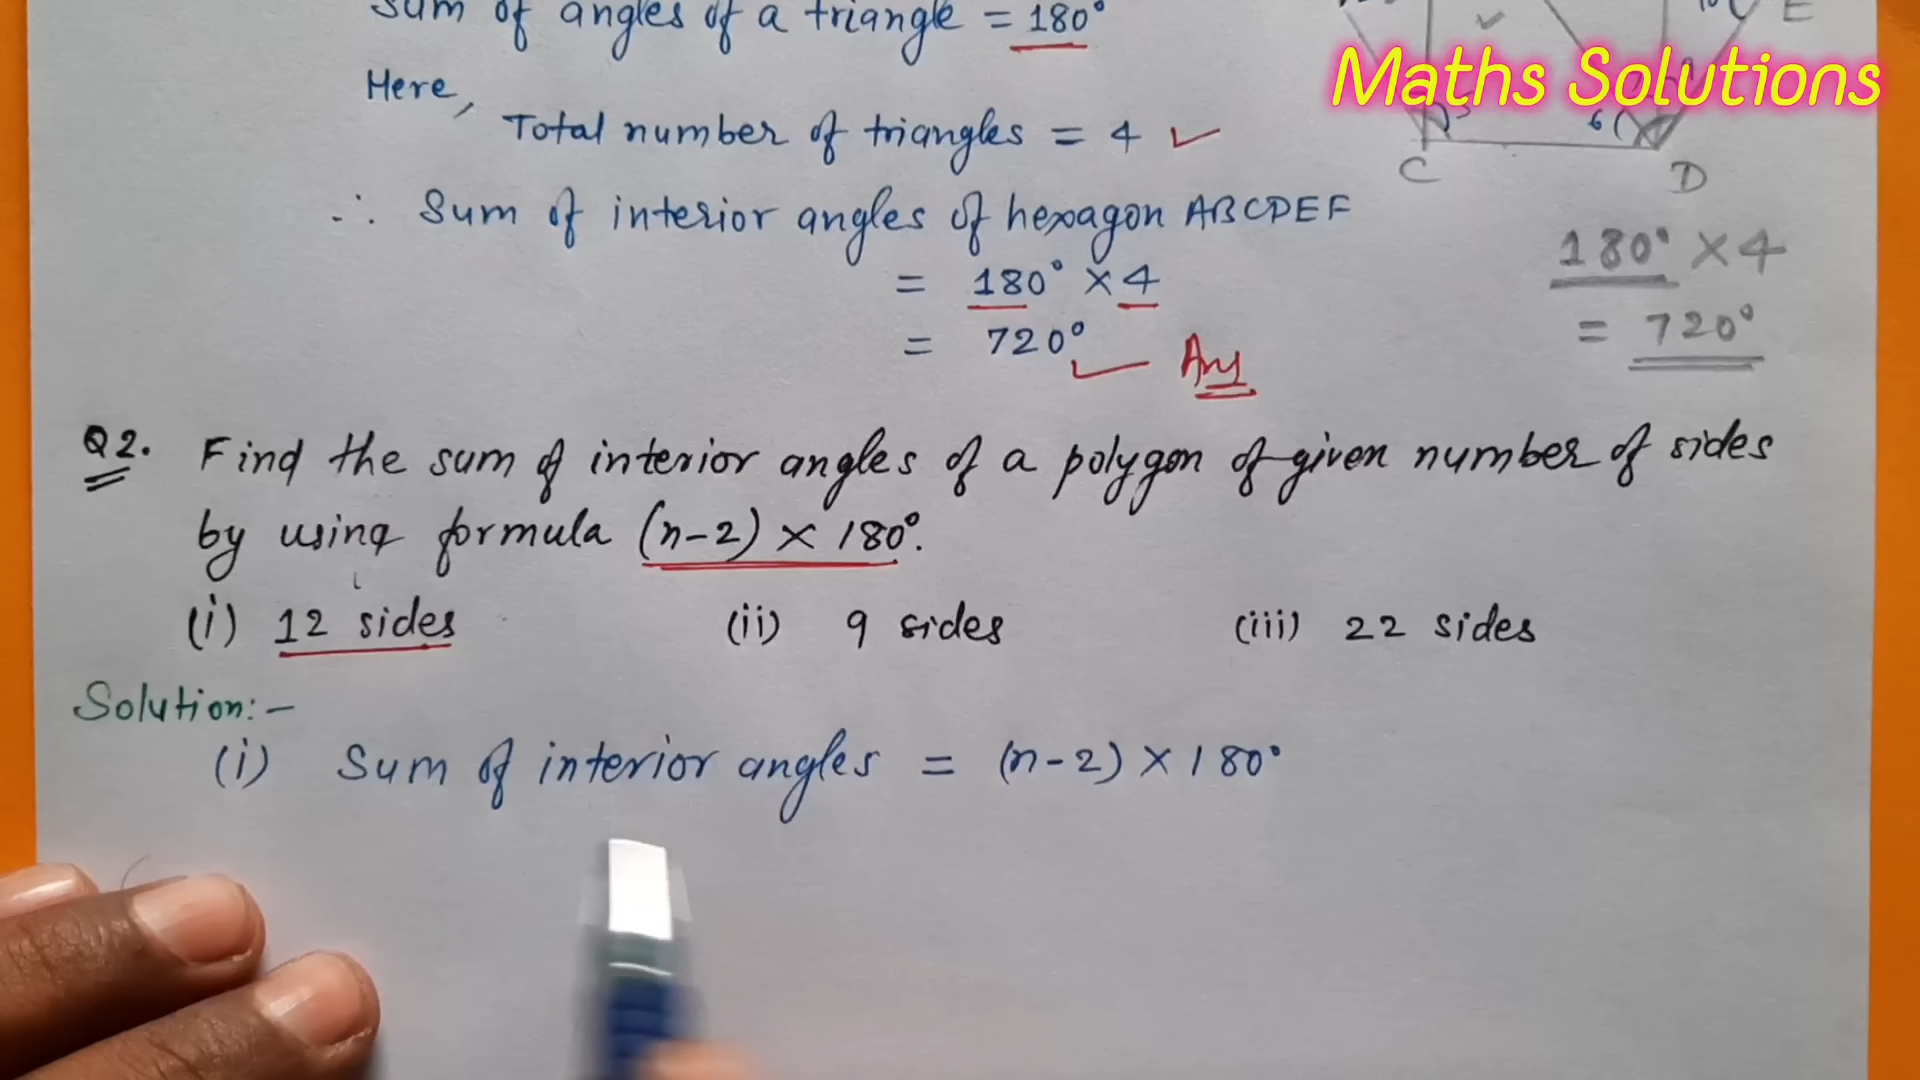 Sum of angles of a triangle = 180°
Maths Solutions
Here,
Total number of triangles = 4 ✓
C
D
E
∴ Sum of interior angles of hexagon ABCDEF
= 180° × 4
= 720°
Ans
180° × 4
= 720°
Q2. Find the sum of interior angles of a polygon of given number of sides
by using formula (n-2) × 180°.
(i) 12 sides (ii) 9 sides (iii) 22 sides
Solution:-
(i) Sum of interior angles = (n-2) × 180°